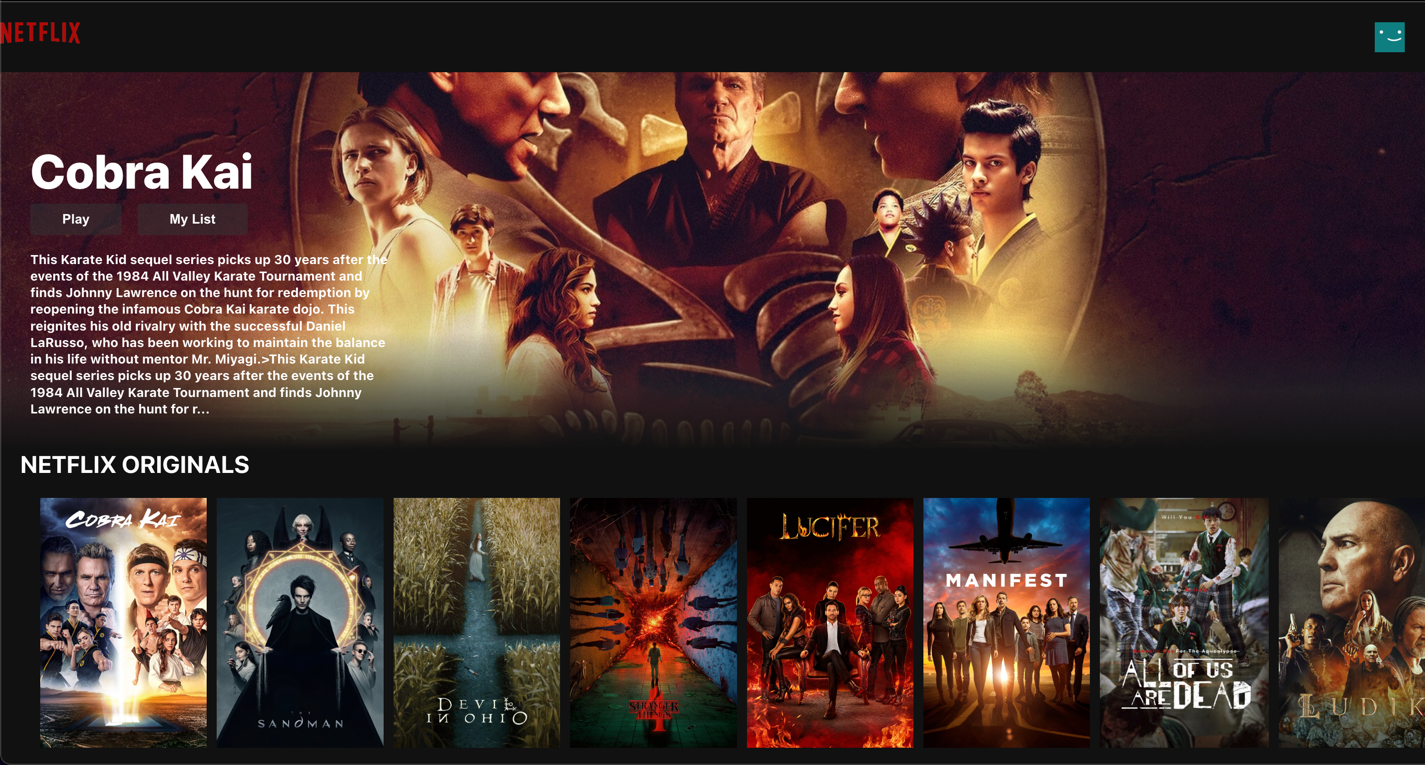 NETFLIX
Cobra Kai
Play
My List
This Karate Kid sequel series picks up 30 years after the
events of the 1984 All Valley Karate Tournament and
finds Johnny Lawrence on the hunt for redemption by
reopening the infamous Cobra Kai karate dojo. This
reignites his old rivalry with the successful Daniel
LaRusso, who has been working to maintain the balance
in his life without mentor Mr. Miyagi.>This Karate Kid
sequel series picks up 30 years after the events of the
1984 All Valley Karate Tournament and finds Johnny
Lawrence on the hunt for r...
NETFLIX ORIGINALS
COBRA KAI
SANDMAN
DEVIL
IN OHIO
STRANGER
THINGS
4
LUCIFER
MANIFEST
For The Apocalypse
ALL OF US
ARE DEAD
LUDIK